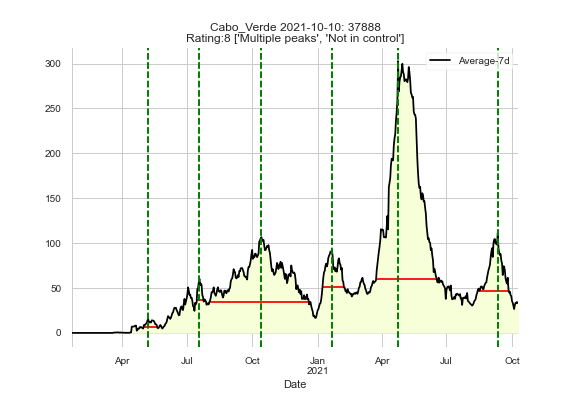 Cabo_Verde 2021-10-10: 37888
Rating:8 ['Multiple peaks', 'Not in control']
Average-7d
300
250
200
150
100
50
0
Apr Jul Oct Jan Apr Jul Oct
2021
Date